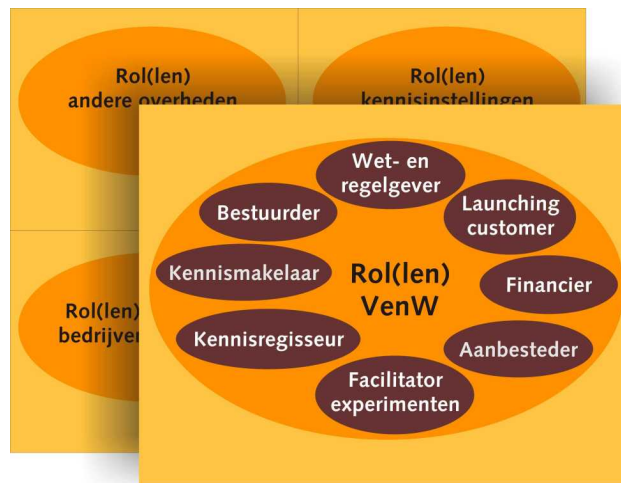 Rol(len)
andere overheden
Rol(len)
kennisinstellingen
Rol(len)
Wet- en
regelgever
Launching
customer
Bestuurder
Kennismakelaar
Rol(len)
VenW
Financier
Kennisregisseur
Aanbesteder
Facilitator
experimenten